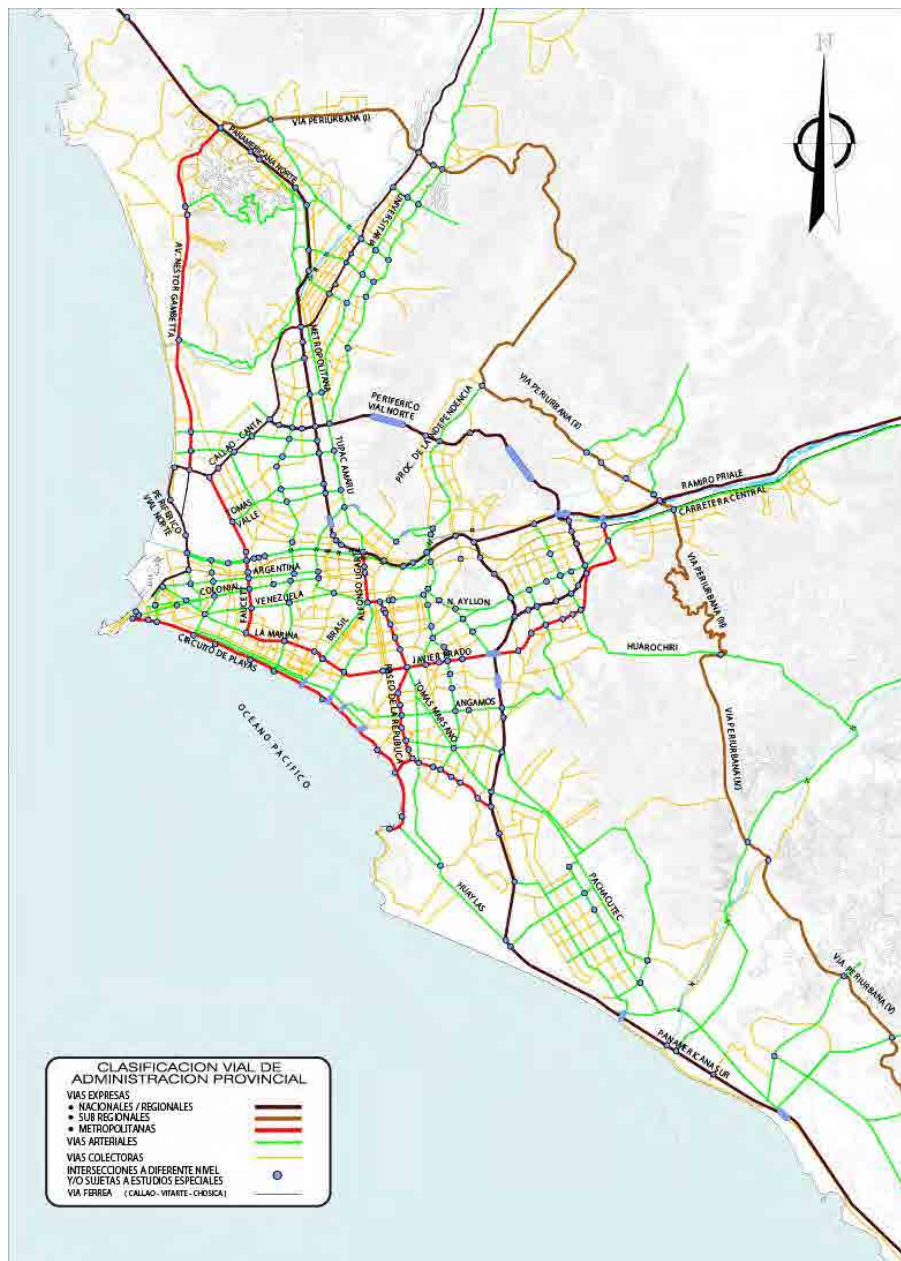 N
VIA PERIURBANA (I)
PANAMERICANA NORTE
UNIVERSITARIA
AV. NESTOR GAMBETTA
METROPOLITANA
PERIFERICO
VIAL NORTE
VIA PERIURBANA (II)
PROC. DE LA INDEPENDENCIA
CALLAO - CANTA
TUPAC AMARU
RAMIRO PRIALE
CARRETERA CENTRAL
TOMAS
VALLE
PERIFERICO
VIAL NORTE
ARGENTINA
COLONIAL
VENEZUELA
FAUCETT
ALFONSO UGARTE
N. AYLLON
VIA PERIURBANA (III)
BRASIL
LA MARINA
JAVIER PRADO
HUAROCHIRI
CIRCUITO DE PLAYAS
PASEO DE LA REPUBLICA
TOMAS MARSANO
ANGAMOS
OCEANO PACIFICO
VIA PERIURBANA (IV)
HUAYLAS
PACHACUTEC
VIA PERIURBANA (V)
PANAMERICANA SUR
CLASIFICACION VIAL DE
ADMINISTRACION PROVINCIAL
VIAS EXPRESAS
• NACIONALES / REGIONALES
• SUB REGIONALES
• METROPOLITANAS
VIAS ARTERIALES
VIAS COLECTORAS
INTERSECCIONES A DIFERENTE NIVEL
Y/O SUJETAS A ESTUDIOS ESPECIALES
VIA FERREA ( CALLAO - VITARTE - CHOSICA )